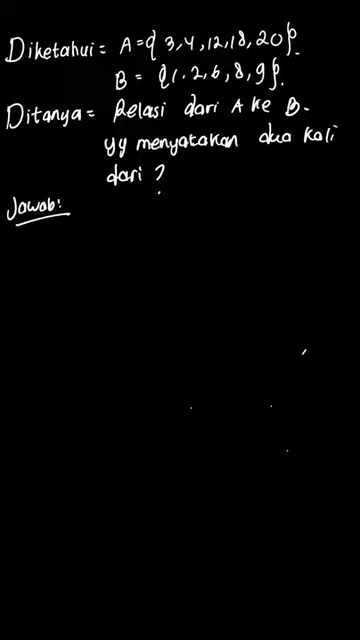 Diketahui = A = { 3, 4, 12, 18, 20 }.
B = { 1, 2, 6, 8, 9 }.
Ditanya = Relasi dari A ke B.
yg menyatakan dua kali
dari ?
Jawab: